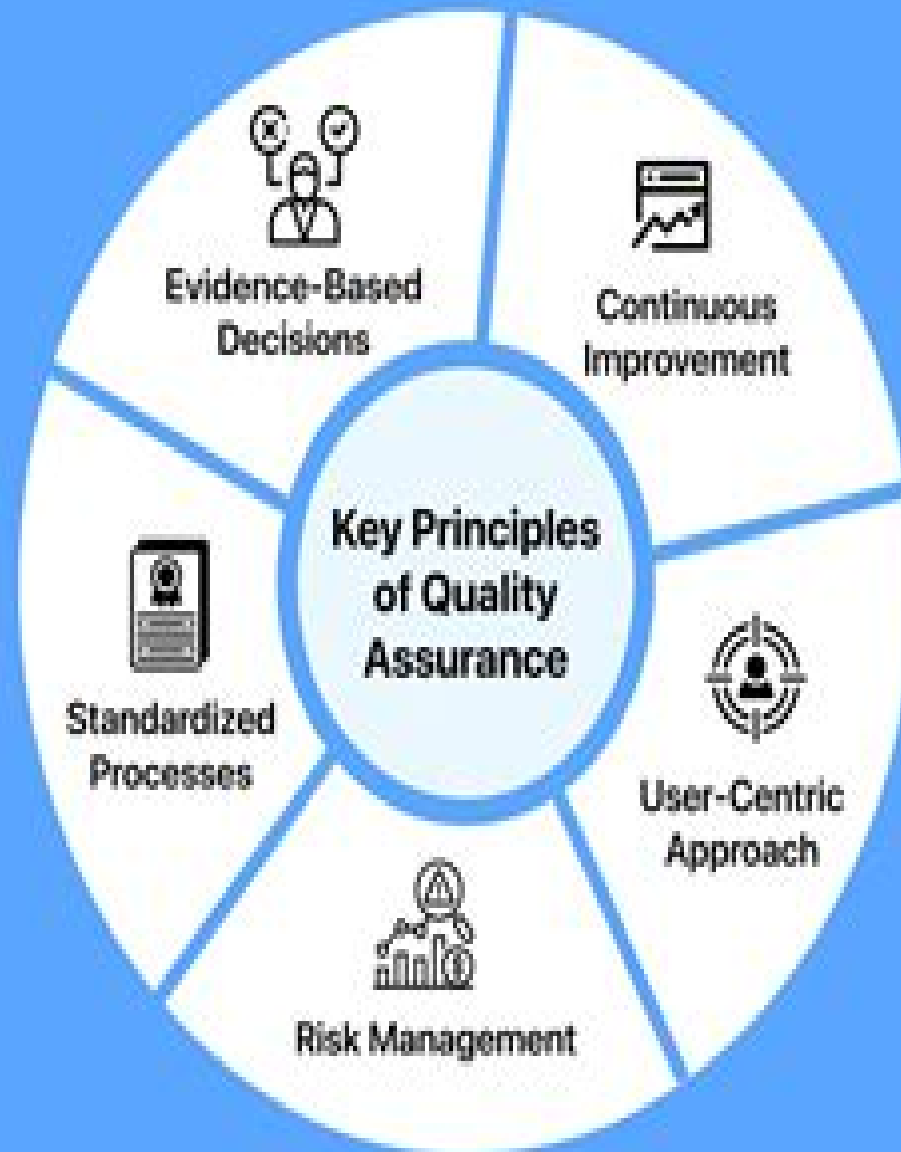 Evidence-Based
Decisions
Continuous
Improvement
Key Principles
of Quality
Assurance
Standardized
Processes
User-Centric
Approach
Risk Management